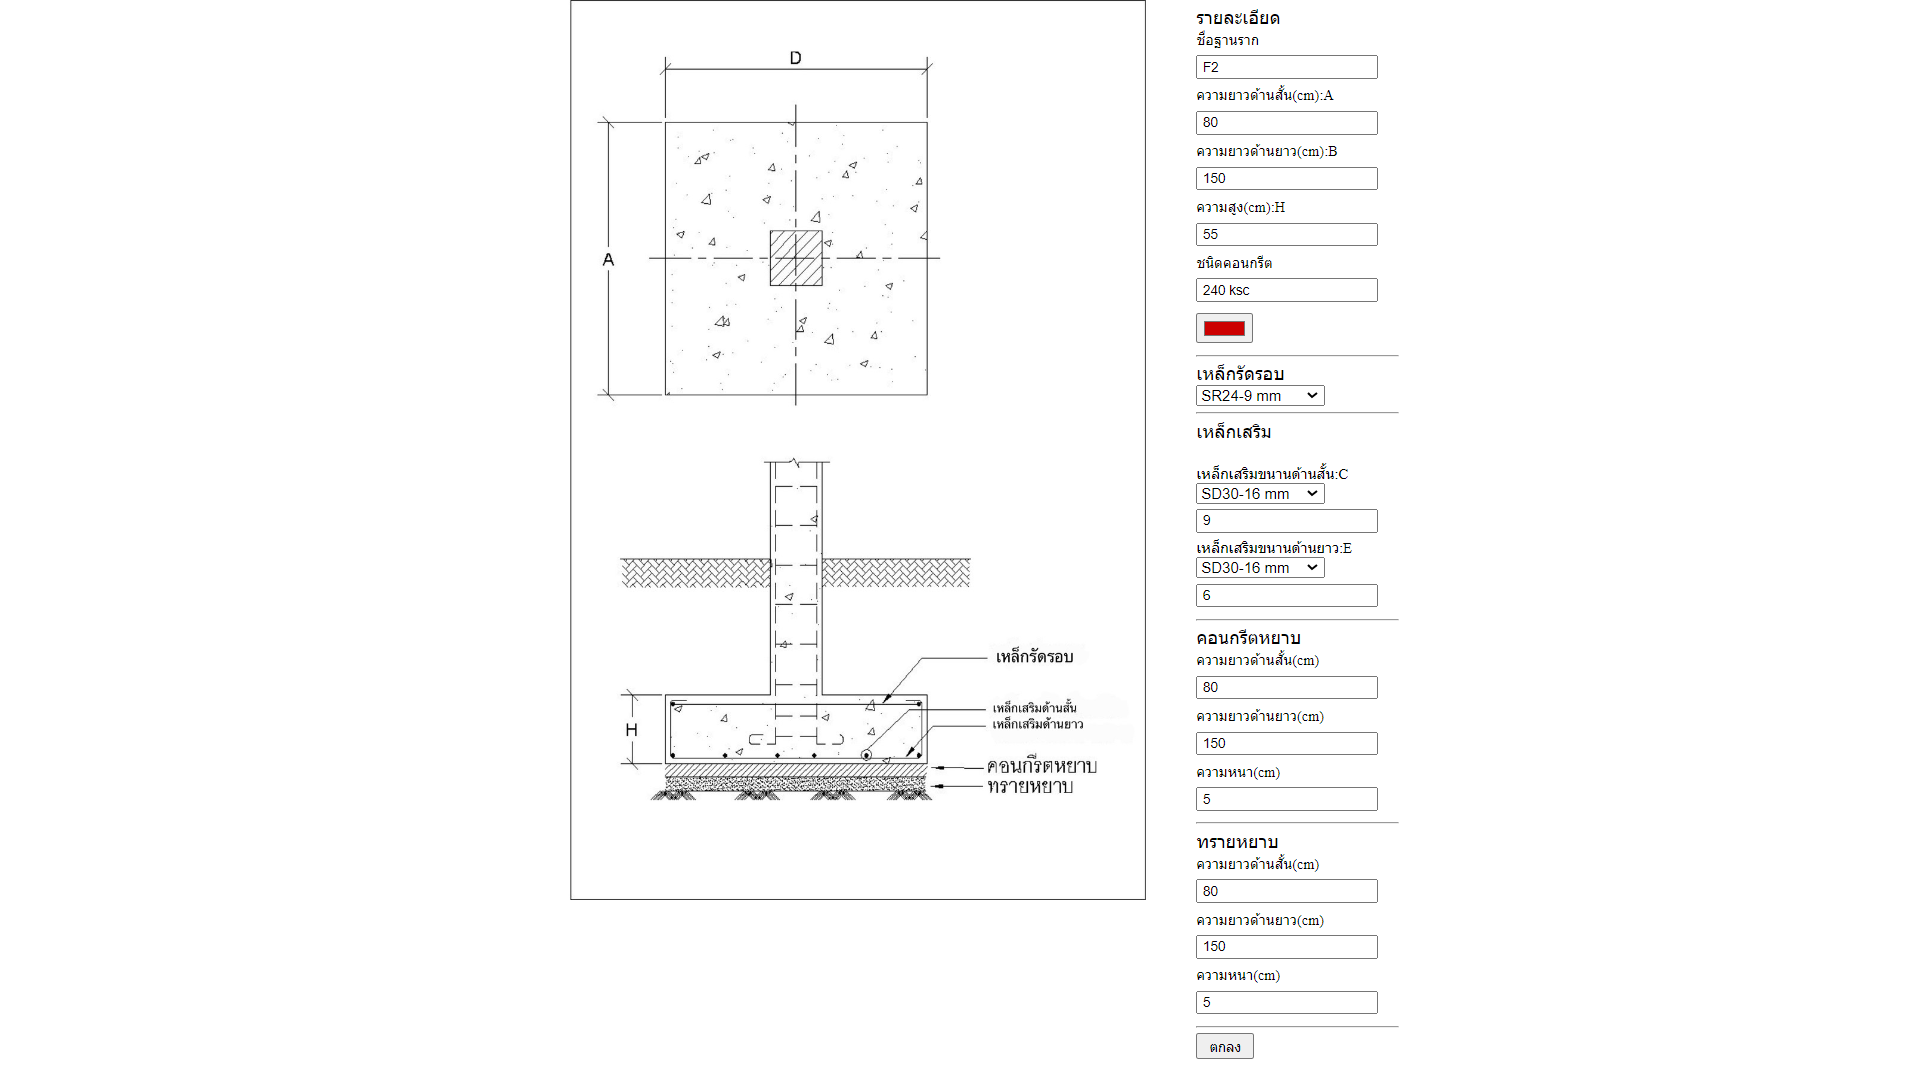 D
A
H
เหล็กรัดรอบ
เหล็กเสริมด้านสั้น
เหล็กเสริมด้านยาว
คอนกรีตหยาบ
ทรายหยาบ
รายละเอียด
ชื่อฐานราก
F2
ความยาวด้านสั้น(cm):A
80
ความยาวด้านยาว(cm):B
150
ความสูง(cm):H
55
ชนิดคอนกรีต
240 ksc
เหล็กรัดรอบ
SR24-9 mm
เหล็กเสริม
เหล็กเสริมขนานด้านสั้น:C
SD30-16 mm
9
เหล็กเสริมขนานด้านยาว:E
SD30-16 mm
6
คอนกรีตหยาบ
ความยาวด้านสั้น(cm)
80
ความยาวด้านยาว(cm)
150
ความหนา(cm)
5
ทรายหยาบ
ความยาวด้านสั้น(cm)
80
ความยาวด้านยาว(cm)
150
ความหนา(cm)
5
ตกลง